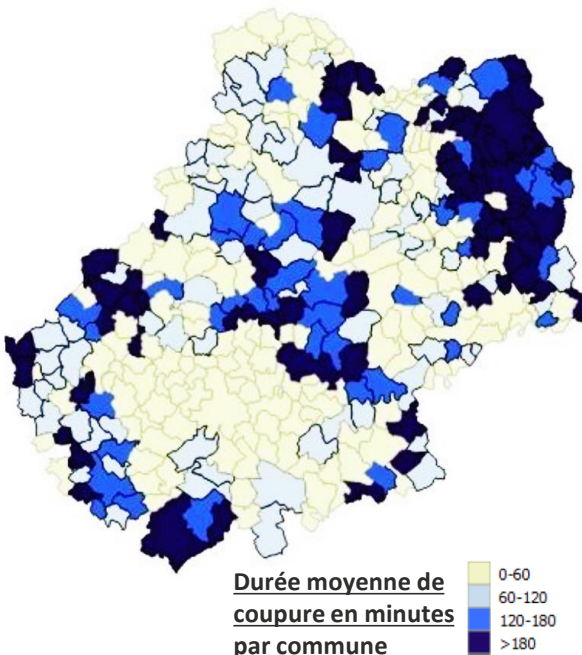 Durée moyenne de
coupure en minutes
par commune
0-60
60-120
120-180
>180